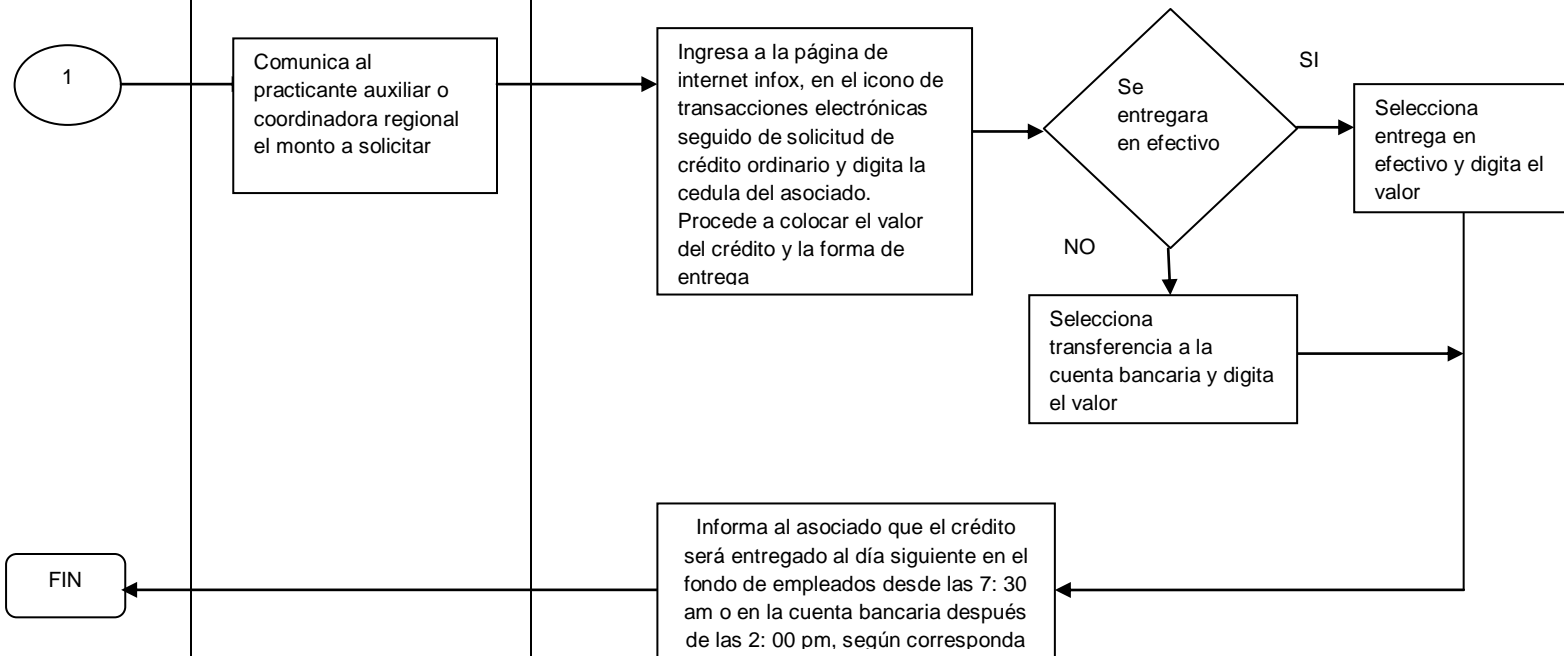 1
Comunica al
practicante auxiliar o
coordinadora regional
el monto a solicitar
Ingresa a la página de
internet infox, en el icono de
transacciones electrónicas
seguido de solicitud de
crédito ordinario y digita la
cedula del asociado.
Procede a colocar el valor
del crédito y la forma de
entrega
Se
entregara
en efectivo
SI
Selecciona
entrega en
efectivo y digita el
valor
NO
Selecciona
transferencia a la
cuenta bancaria y digita
el valor
Informa al asociado que el crédito
será entregado al día siguiente en el
fondo de empleados desde las 7: 30
am o en la cuenta bancaria después
de las 2: 00 pm, según corresponda
FIN